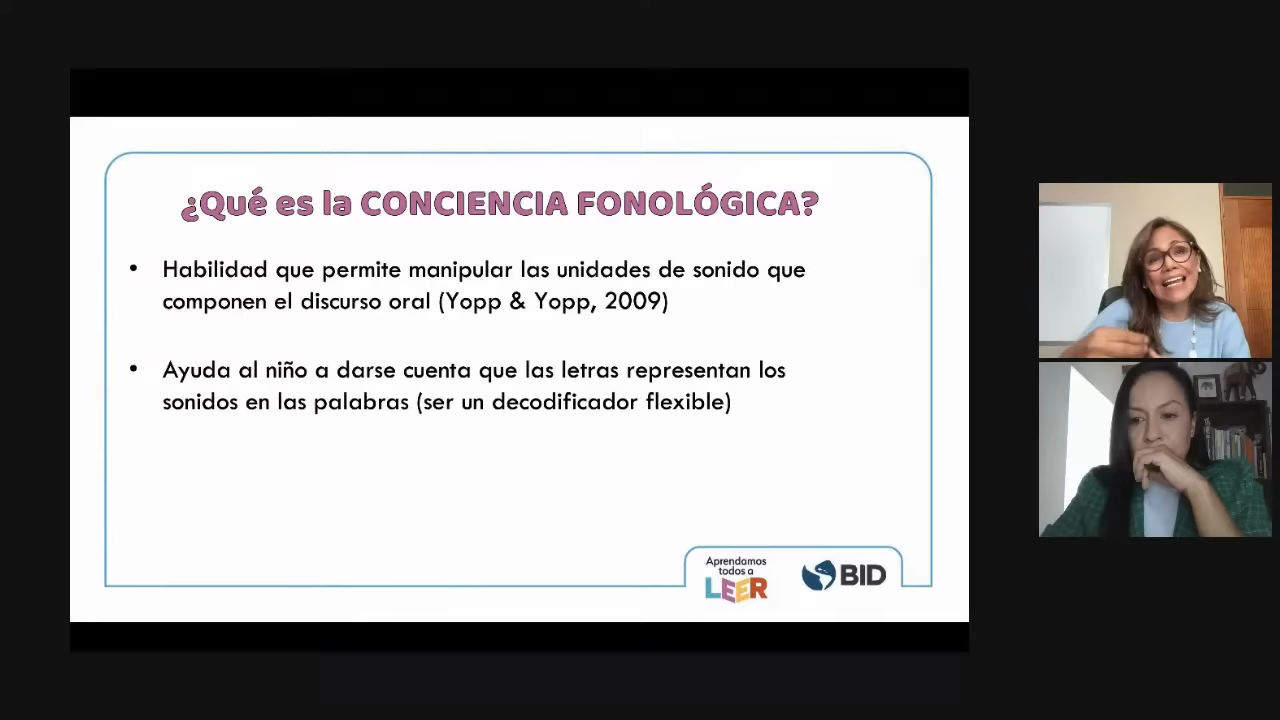 ¿Qué es la CONCIENCIA FONOLÓGICA?
• Habilidad que permite manipular las unidades de sonido que
componen el discurso oral (Yopp & Yopp, 2009)
• Ayuda al niño a darse cuenta que las letras representan los
sonidos en las palabras (ser un decodificador flexible)
Aprendamos
todos a
LEER
BID